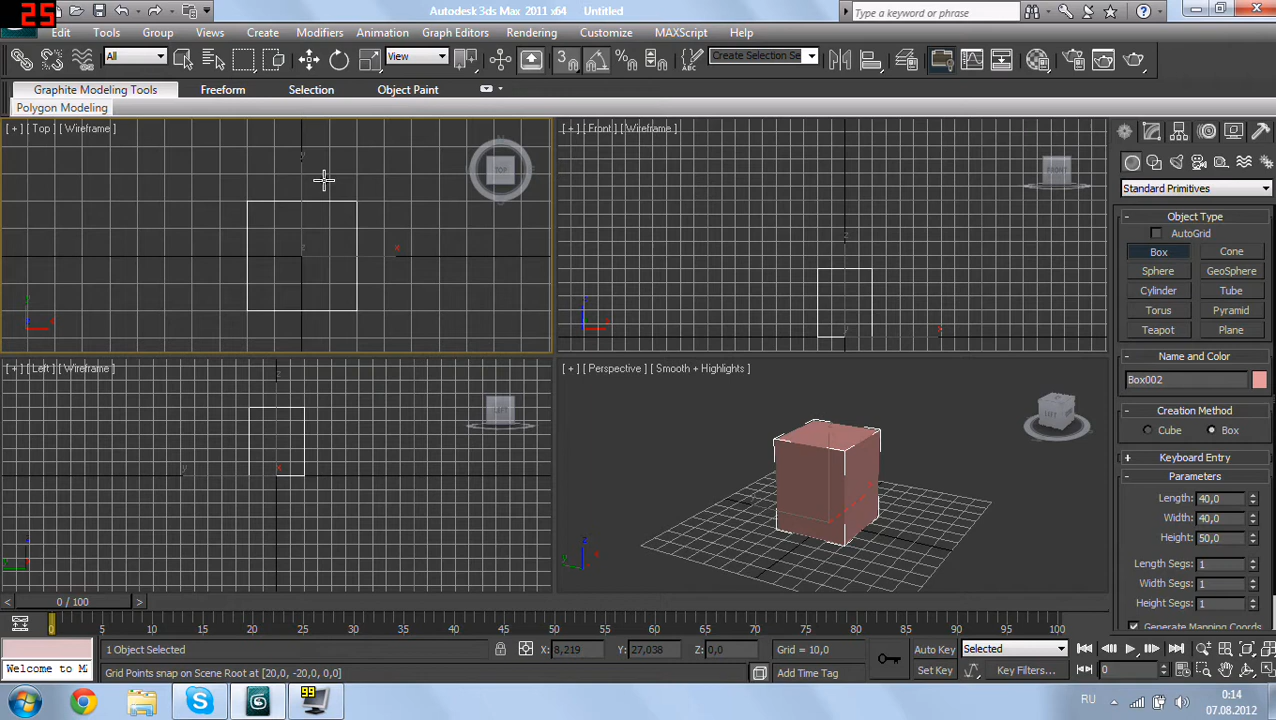 25
Autodesk 3ds Max 2011 x64 Untitled
Type a keyword or phrase
Edit Tools Group Views Create Modifiers Animation Graph Editors Rendering Customize MAXScript Help
All View Create Selection Se
Graphite Modeling Tools Freeform Selection Object Paint
Polygon Modeling
[ + ] [ Top ] [ Wireframe ]
[ + ] [ Front ] [ Wireframe ]
TOP
FRONT
y
z
x
z
x
y
x
z
x
Standard Primitives
Object Type
AutoGrid
Box Cone
Sphere GeoSphere
Cylinder Tube
Torus Pyramid
Teapot Plane
Name and Color
Box002
Creation Method
Cube Box
Keyboard Entry
Parameters
Length: 40,0
Width: 40,0
Height: 50,0
Length Segs: 1
Width Segs: 1
Height Segs: 1
Generate Mapping Coords
[ + ] [ Left ] [ Wireframe ]
[ + ] [ Perspective ] [ Smooth + Highlights ]
LEFT
LEFT
z
y
x
z
y
z
x
y
0 / 100
0 5 10 15 20 25 30 35 40 45 50 55 60 65 70 75 80 85 90 95 100
1 Object Selected
X: 8,219 Y: 27,038 Z: 0,0 Grid = 10,0
Auto Key Selected
Welcome to M
Grid Points snap on Scene Root at [20,0, -20,0, 0,0]
Add Time Tag
Set Key Key Filters...
0
99
RU
0:14
07.08.2012